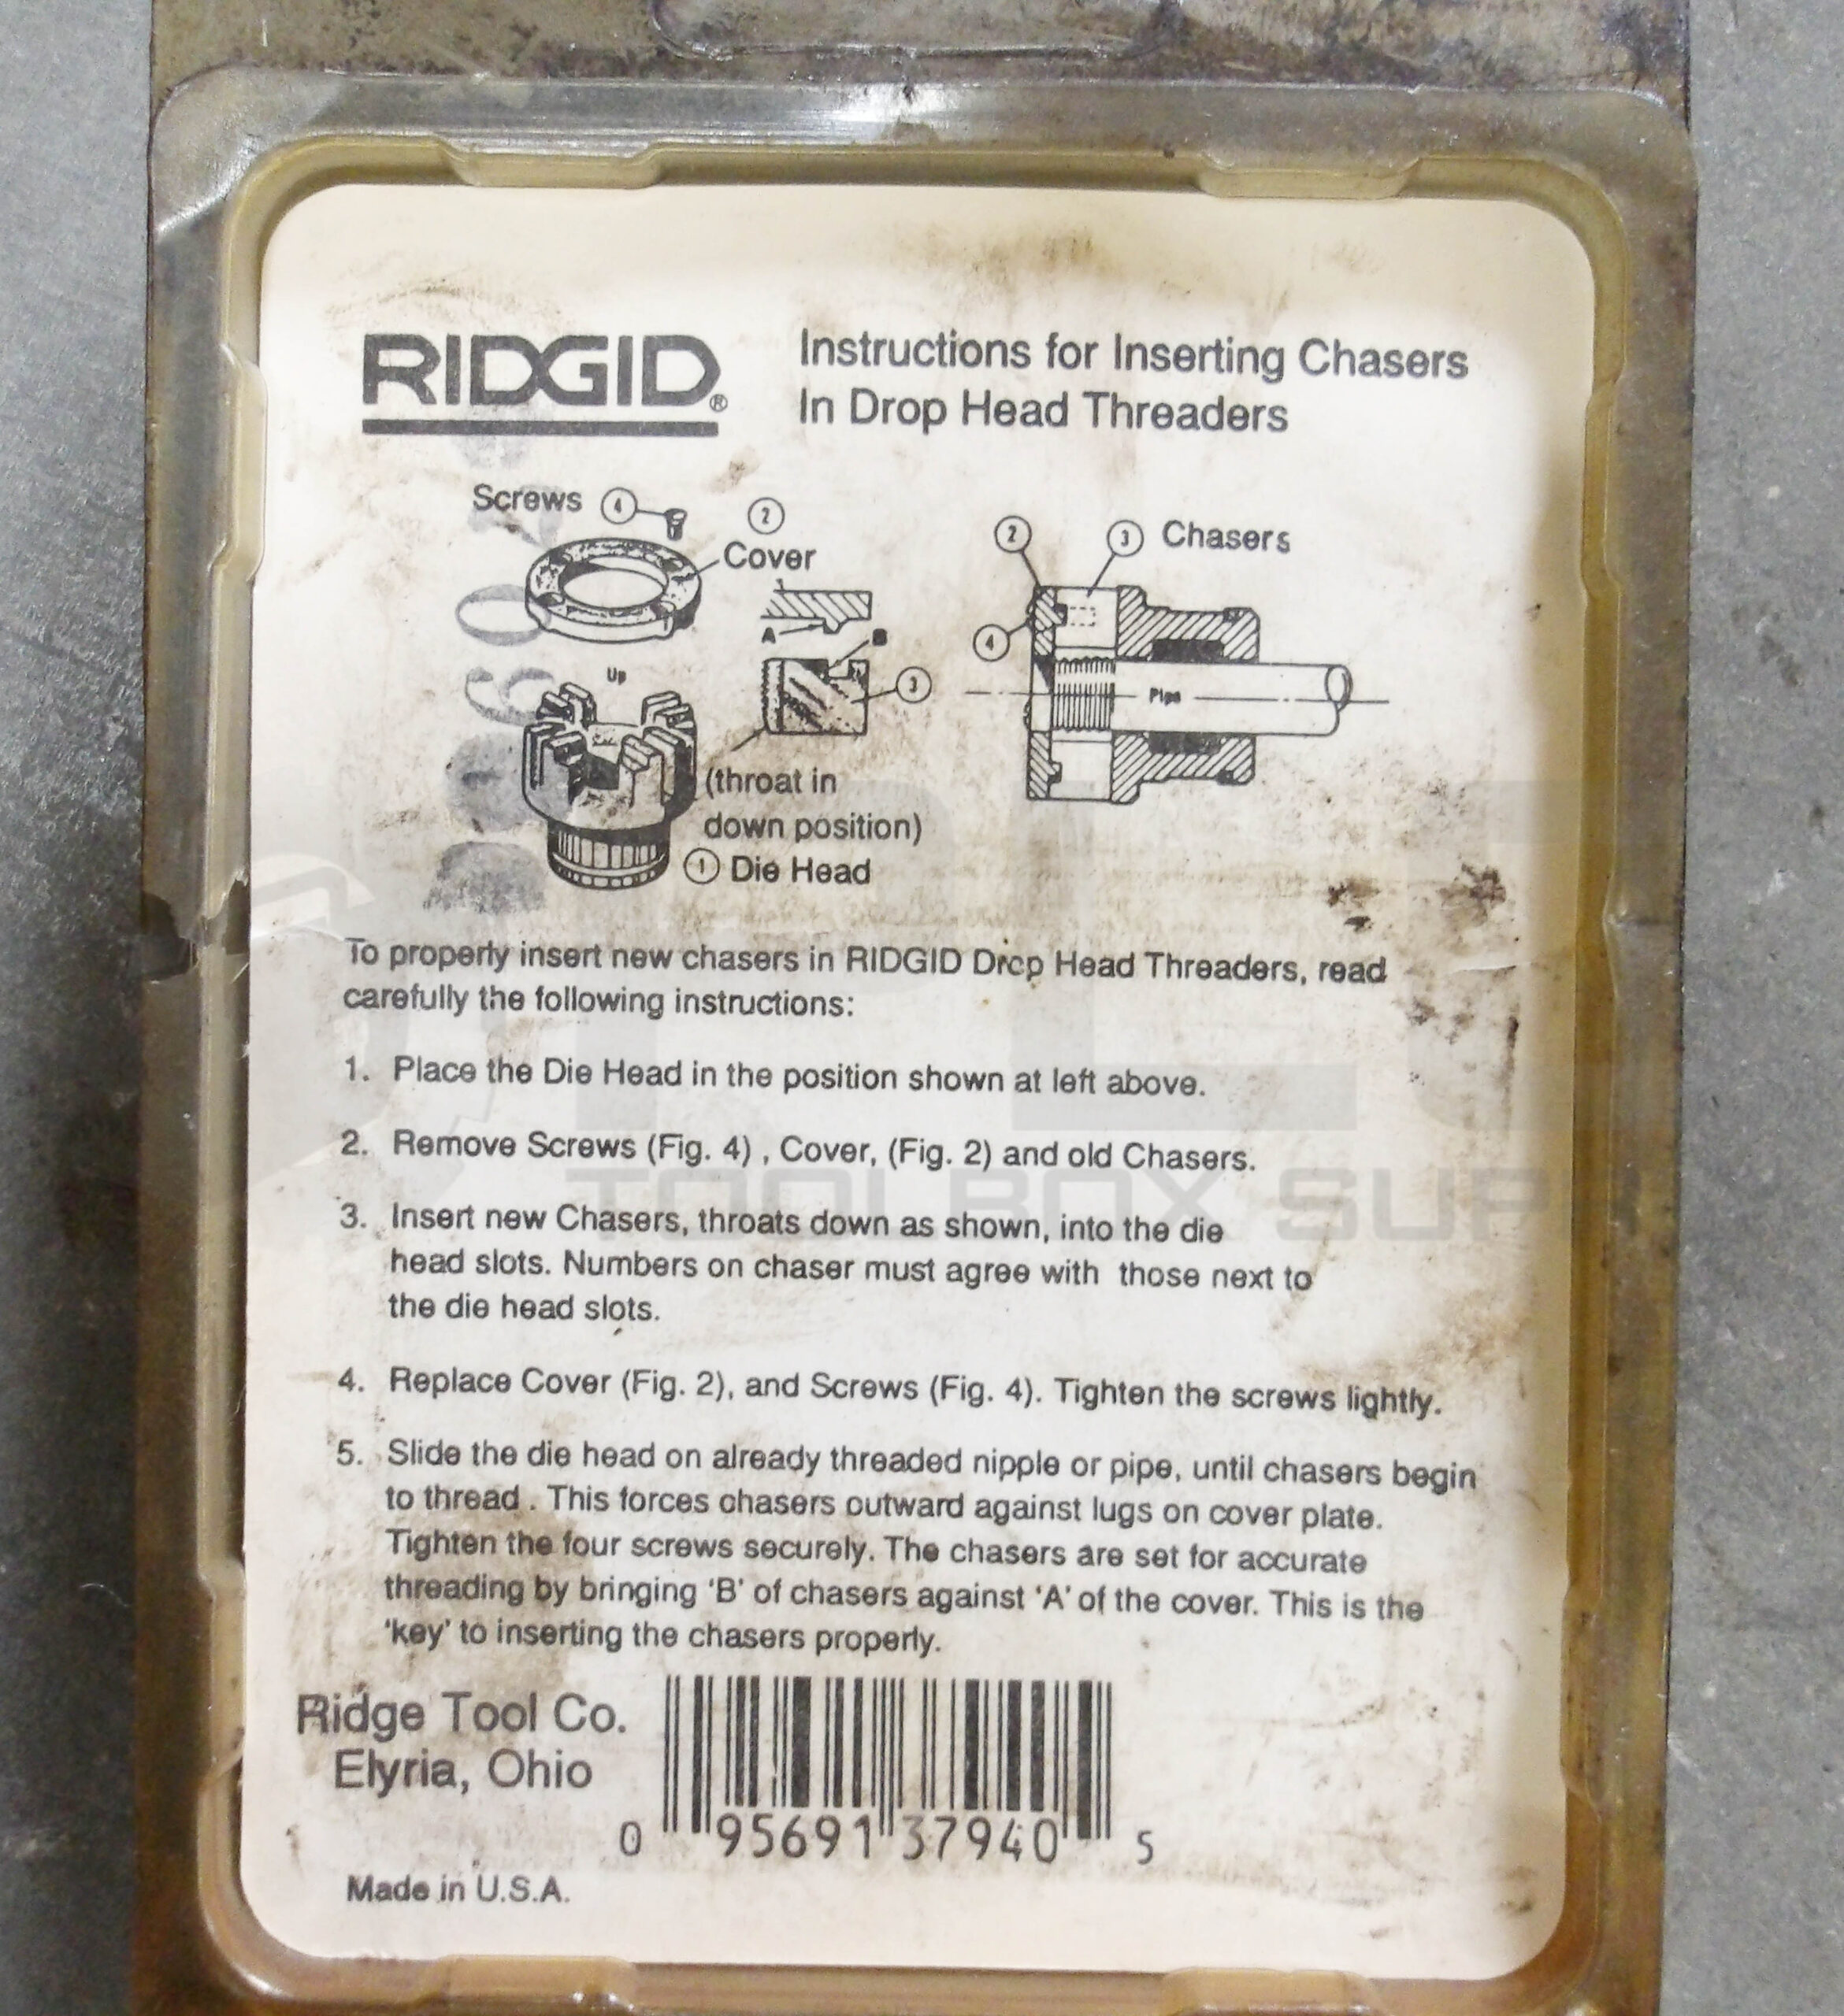 RIDGID®
Instructions for Inserting Chasers
In Drop Head Threaders
Screws 4
2
Cover
A
B
3
Up
(throat in
down position)
1 Die Head
2
3 Chasers
4
Pipe
To properly insert new chasers in RIDGID Drop Head Threaders, read
carefully the following instructions:
1. Place the Die Head in the position shown at left above.
2. Remove Screws (Fig. 4) , Cover, (Fig. 2) and old Chasers.
3. Insert new Chasers, throats down as shown, into the die
head slots. Numbers on chaser must agree with those next to
the die head slots.
4. Replace Cover (Fig. 2), and Screws (Fig. 4). Tighten the screws lightly.
5. Slide the die head on already threaded nipple or pipe, until chasers begin
to thread . This forces chasers outward against lugs on cover plate.
Tighten the four screws securely. The chasers are set for accurate
threading by bringing ‘B’ of chasers against ‘A’ of the cover. This is the
‘key’ to inserting the chasers properly.
Ridge Tool Co.
Elyria, Ohio
0 95691 37940 5
Made in U.S.A.
TOOL BOX SUP